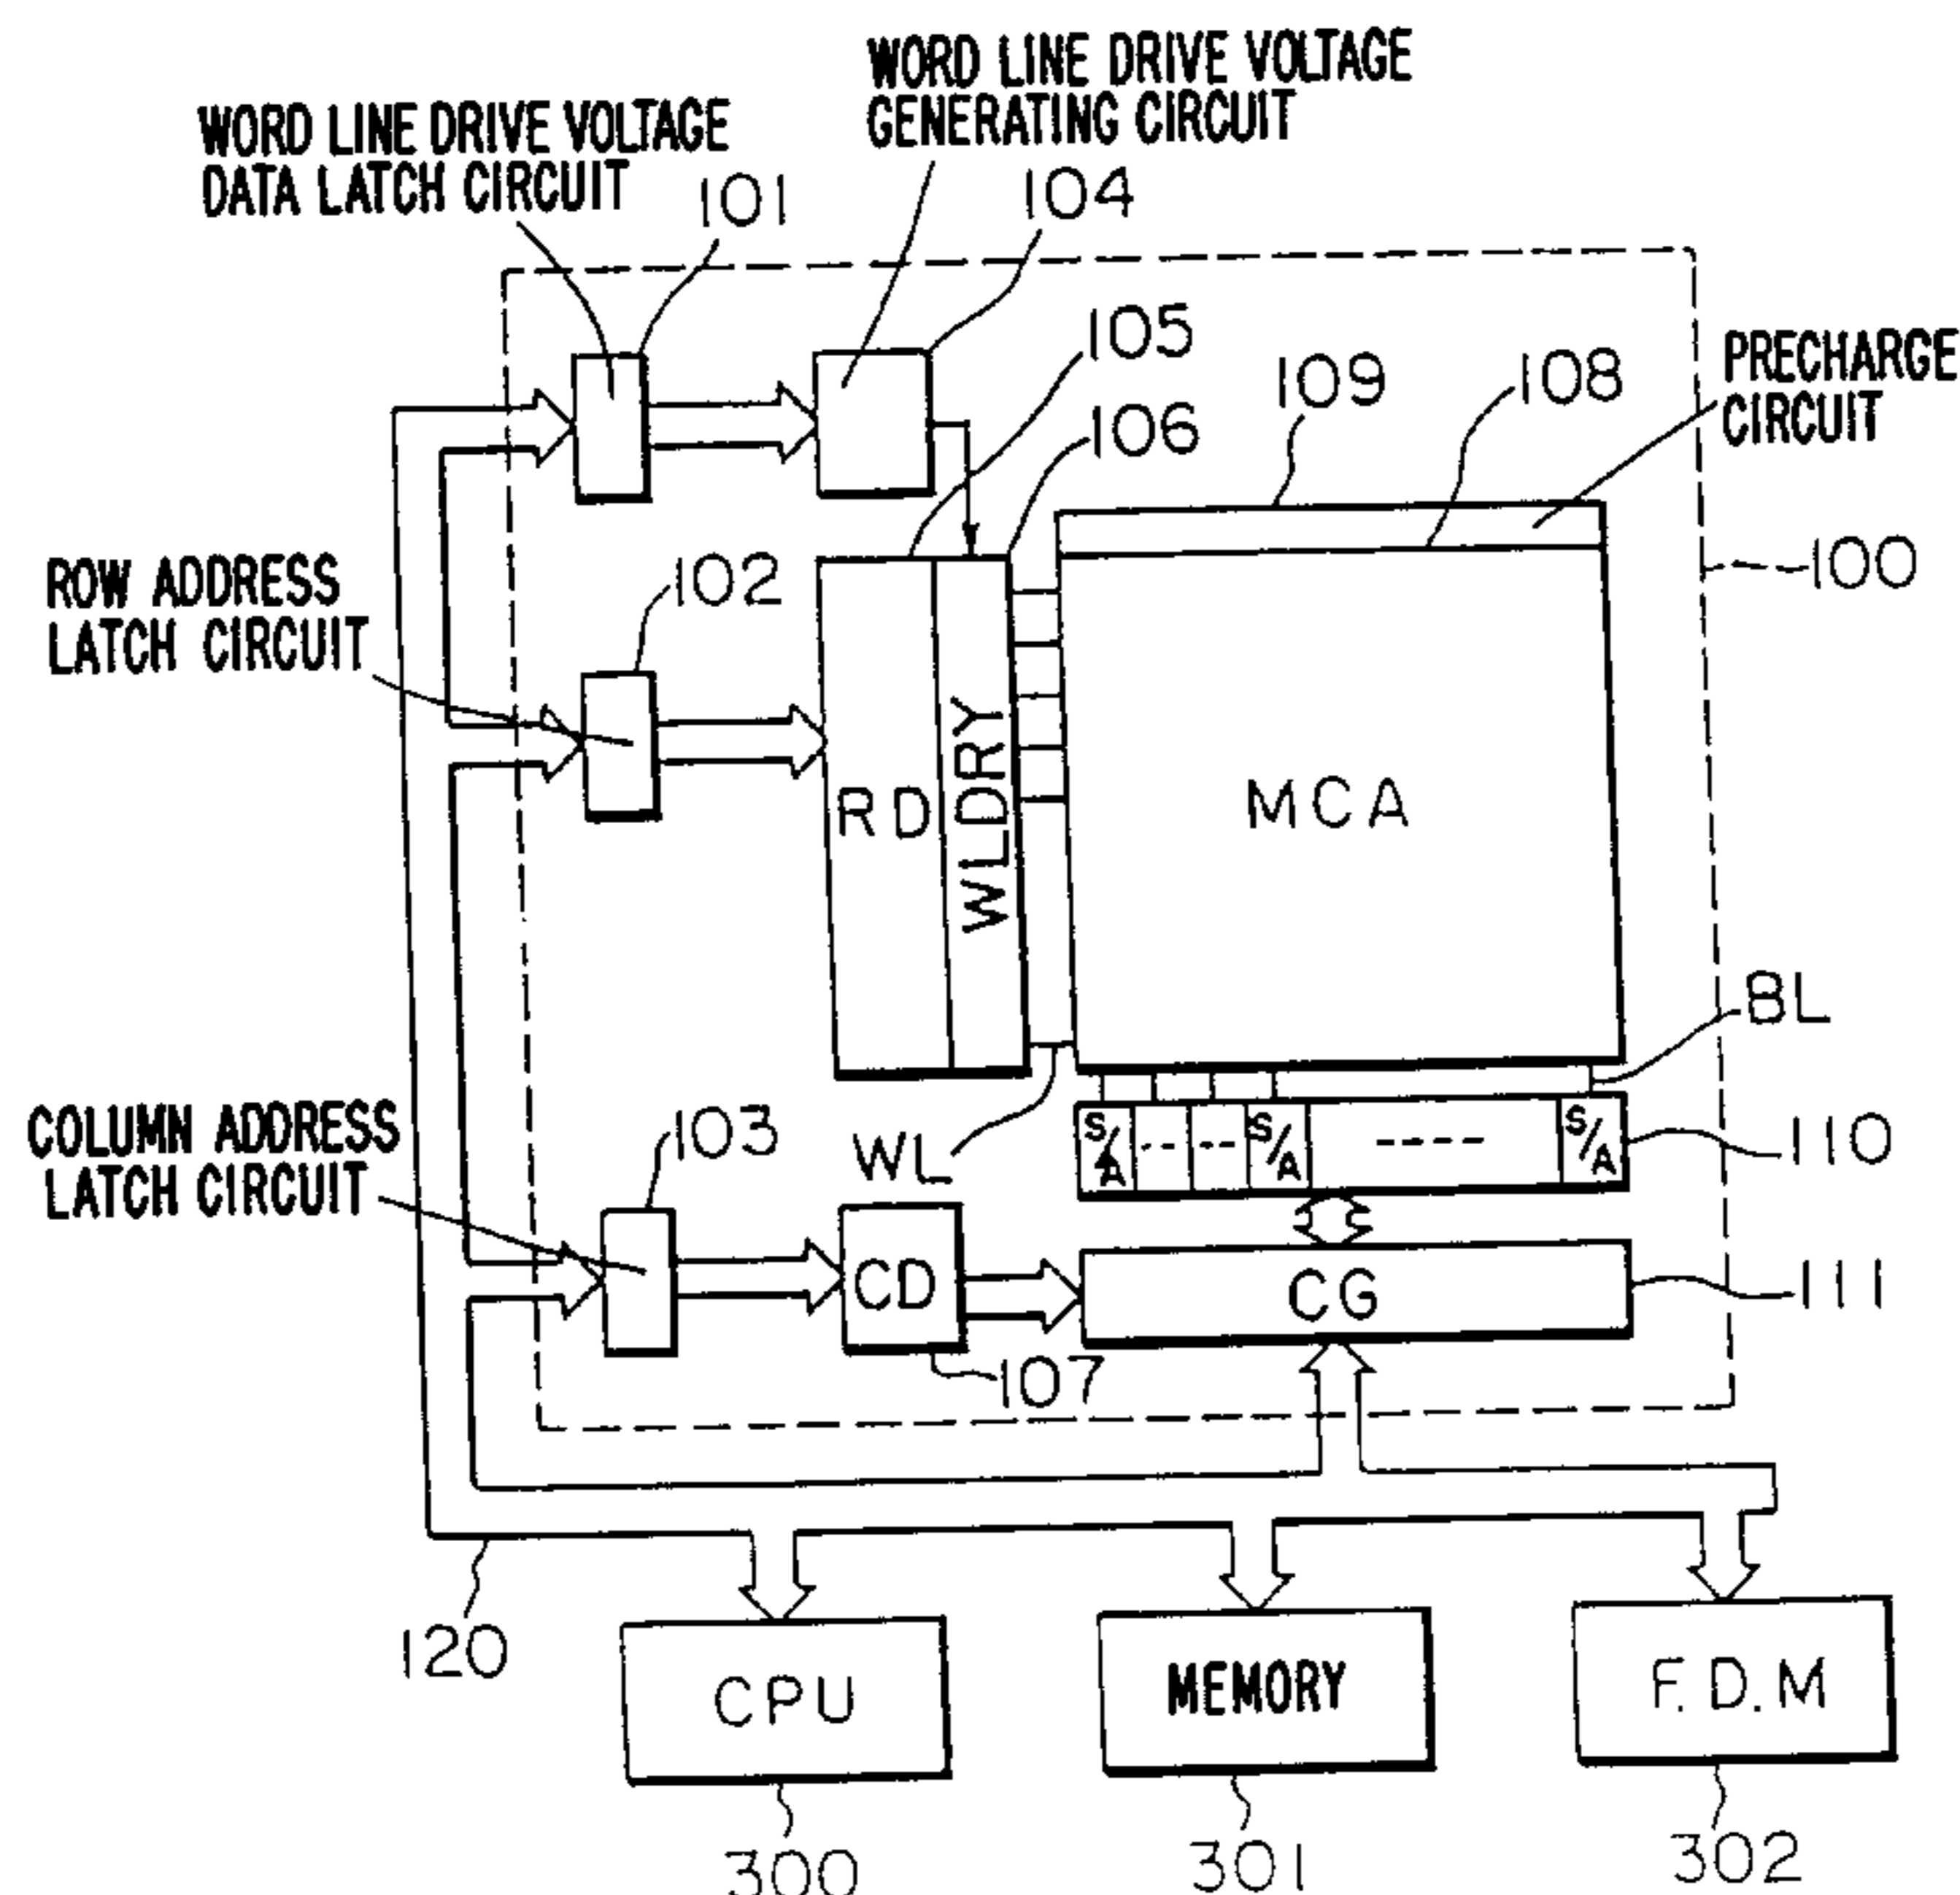 WORD LINE DRIVE VOLTAGE
GENERATING CIRCUIT
WORD LINE DRIVE VOLTAGE
DATA LATCH CIRCUIT
101
104
105
109
108
PRECHARGE
CIRCUIT
106
100
ROW ADDRESS
LATCH CIRCUIT
102
RD
WLDRY
MCA
BL
COLUMN ADDRESS
LATCH CIRCUIT
103
WL
S/A
-- --
S/A
----
S/A
110
CD
CG
111
107
120
CPU
MEMORY
F.D.M
300
301
302